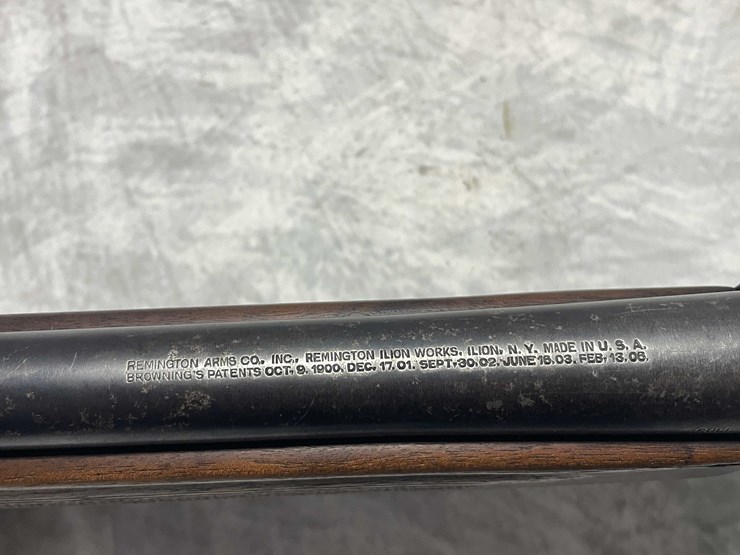 REMINGTON ARMS CO., INC., REMINGTON ILION WORKS, ILION, N. Y. MADE IN U. S. A.
BROWNING'S PATENTS OCT. 9. 1900. DEC. 17. 01. SEPT. 30. 02. JUNE 16. 03. FEB. 13. 06.